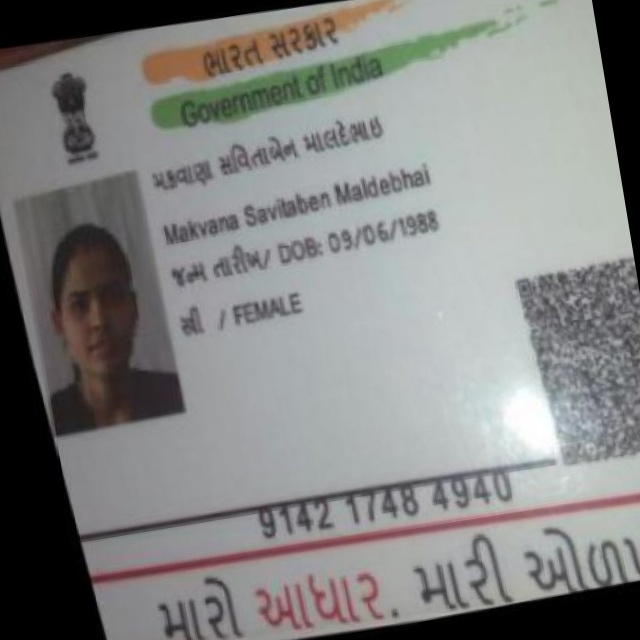 ભારત સરકાર
Government of India
મકવાણા સવિતાબેન માલદેભાઇ
Makvana Savitaben Maldebhai
જન્મ તારીખ/ DOB: 09/06/1988
સ્ત્રી / FEMALE
9142 1748 4940
મારો આધાર, મારી ઓળ